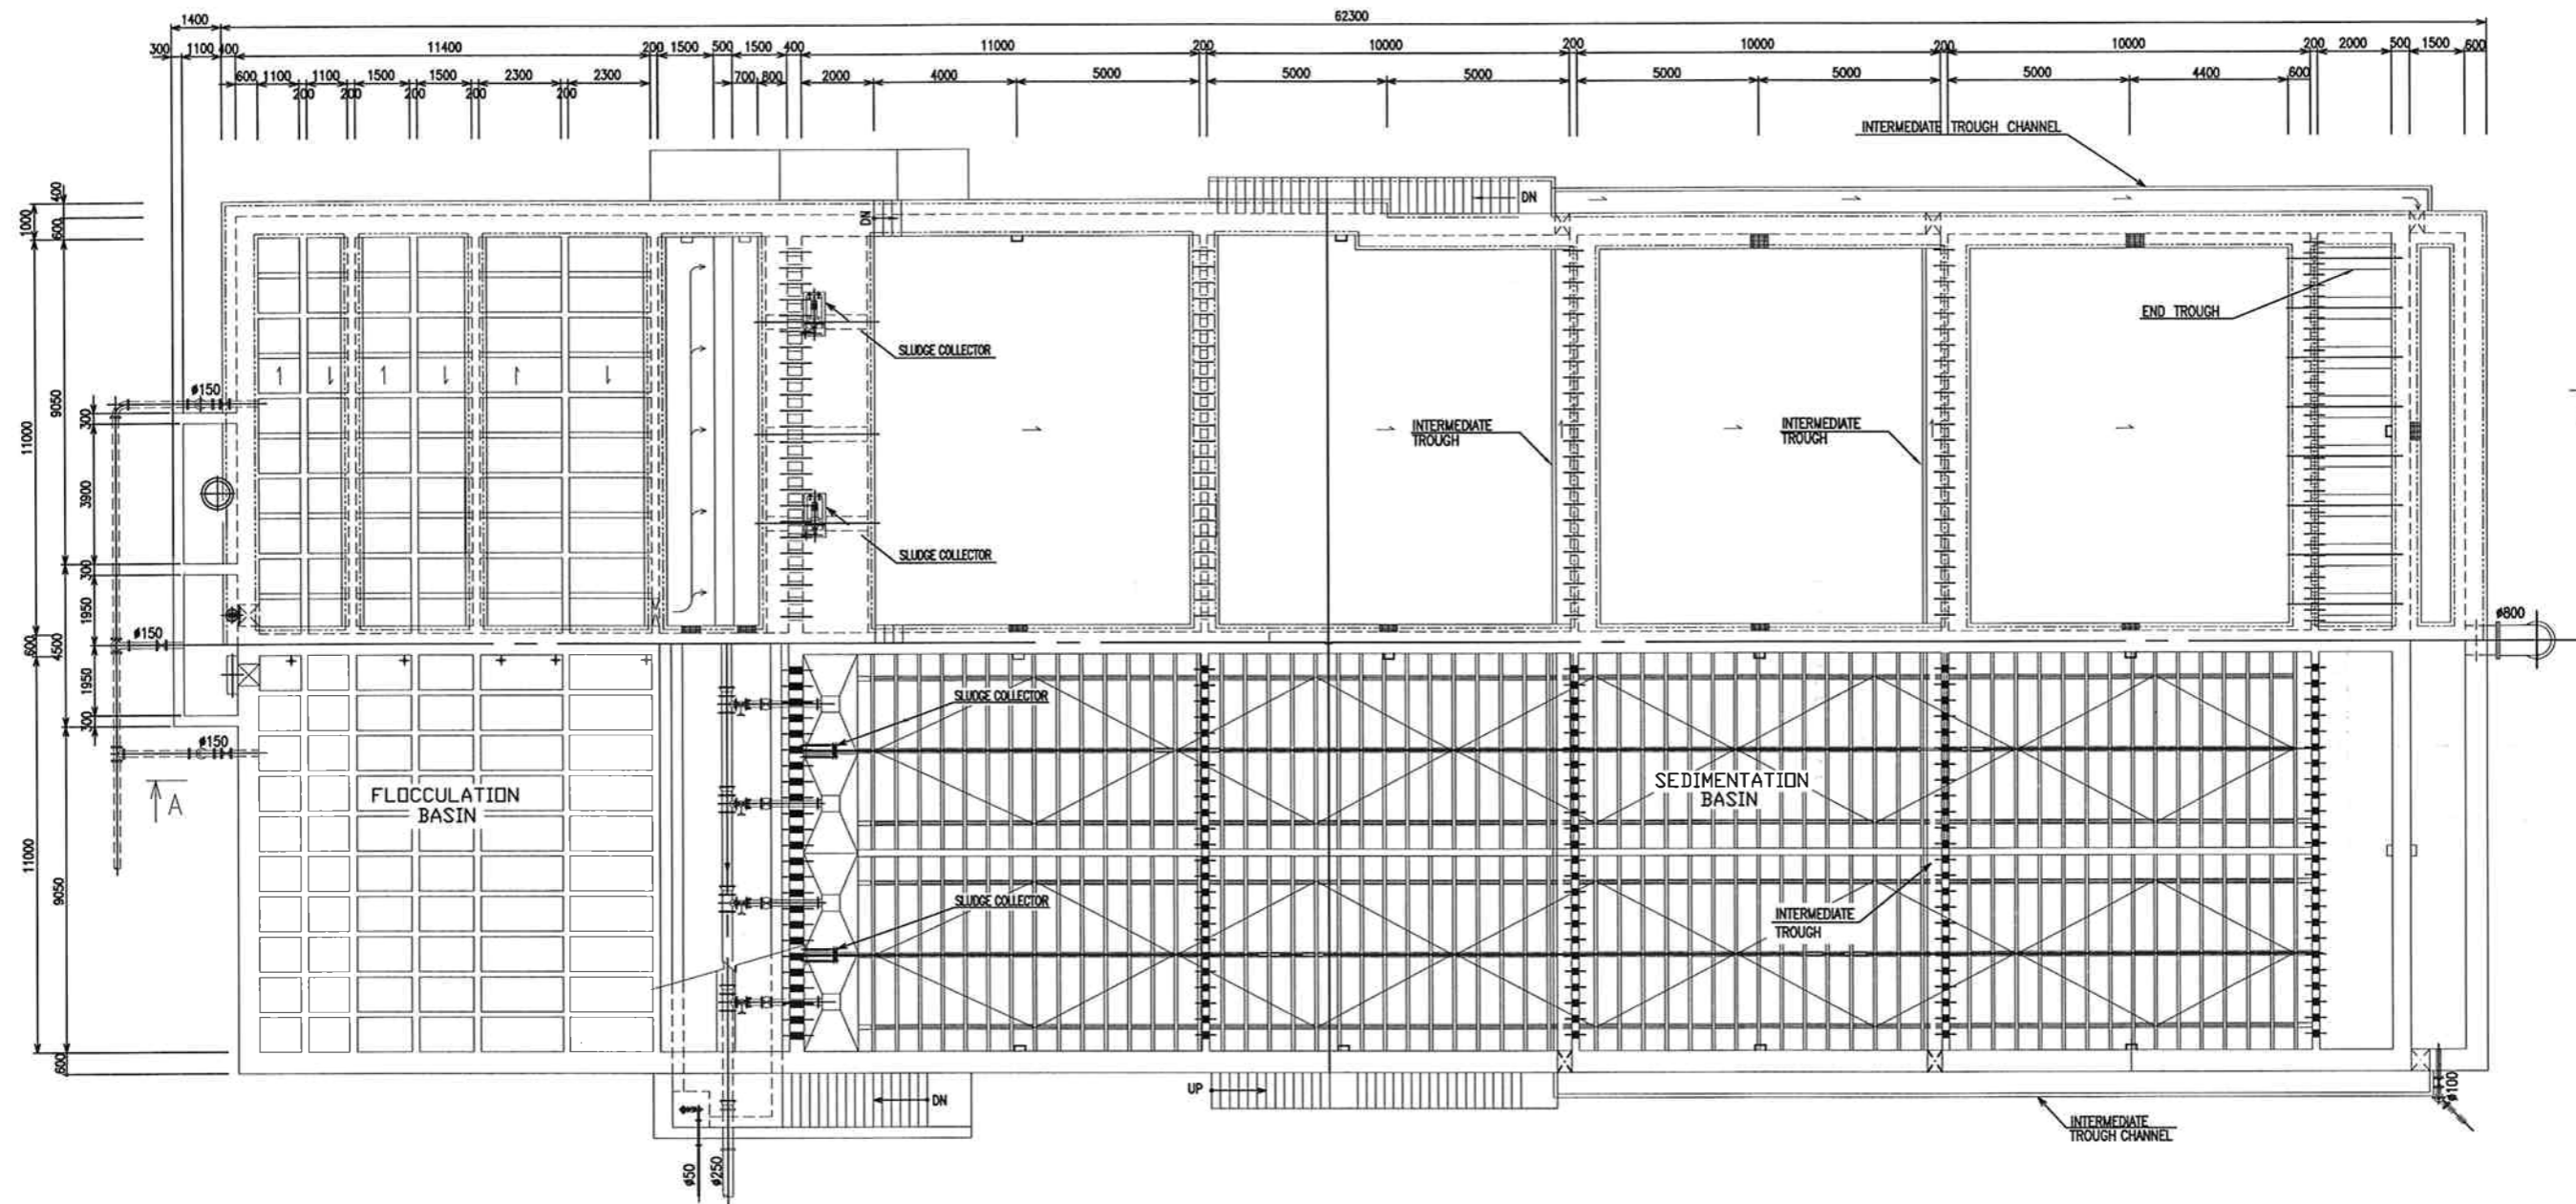 1400
62300
300 1100 400 11400 200 1500 500 1500 400 11000 200 10000 200 10000 200 10000 200 2000 500 1500 600
600 1100 1100 1500 1500 2300 2300 700 800 2000 4000 5000 5000 5000 5000 5000 5000 4400 600
200 200 200 200 200
INTERMEDIATE TROUGH CHANNEL
400
1000
600
DN
DN
END TROUGH
SLUDGE COLLECTOR
ø150
9050
300
11000
INTERMEDIATE
TROUGH
INTERMEDIATE
TROUGH
3900
SLUDGE COLLECTOR
300
1950
ø150
600
4500
ø800
1950
300
SLUDGE COLLECTOR
ø150
A
FLOCCULATION
BASIN
SEDIMENTATION
BASIN
11000
9050
SLUDGE COLLECTOR
INTERMEDIATE
TROUGH
600
UP
DN
ø100
INTERMEDIATE
TROUGH CHANNEL
ø50
ø250